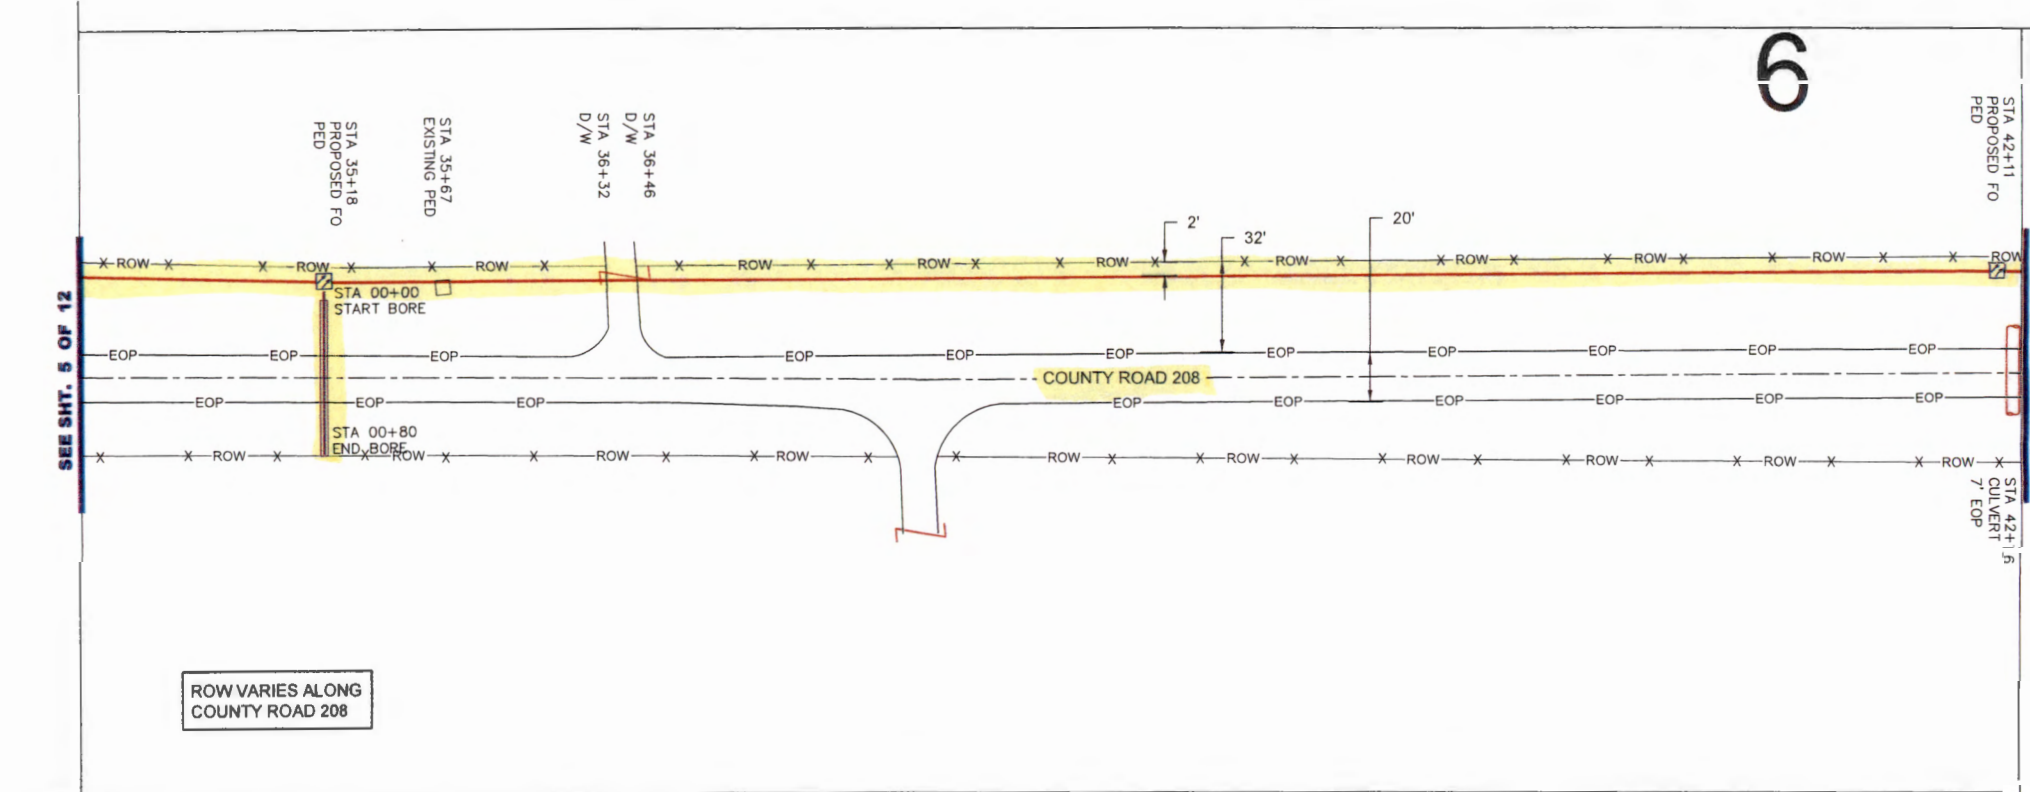 6
STA 35+18
PROPOSED FO
PED
STA 35+67
EXISTING PED
STA 36+32
D/W
STA 36+46
D/W
STA 42+11
PROPOSED FO
PED
2'
32'
20'
X ROW X X ROW X X ROW X X ROW X X ROW X X ROW X X ROW X X ROW X X ROW X X ROW X X ROW
STA 00+00
START BORE
SEE SHT. 5 OF 12
EOP EOP EOP EOP EOP EOP EOP EOP EOP EOP EOP
COUNTY ROAD 208
EOP EOP EOP EOP EOP EOP EOP EOP EOP
STA 00+80
END BORE
X X ROW X X ROW X X ROW X X ROW X X ROW X X ROW X X ROW X X ROW X X ROW X X ROW X
STA 42+16
CULVERT
7' EOP
ROW VARIES ALONG
COUNTY ROAD 208